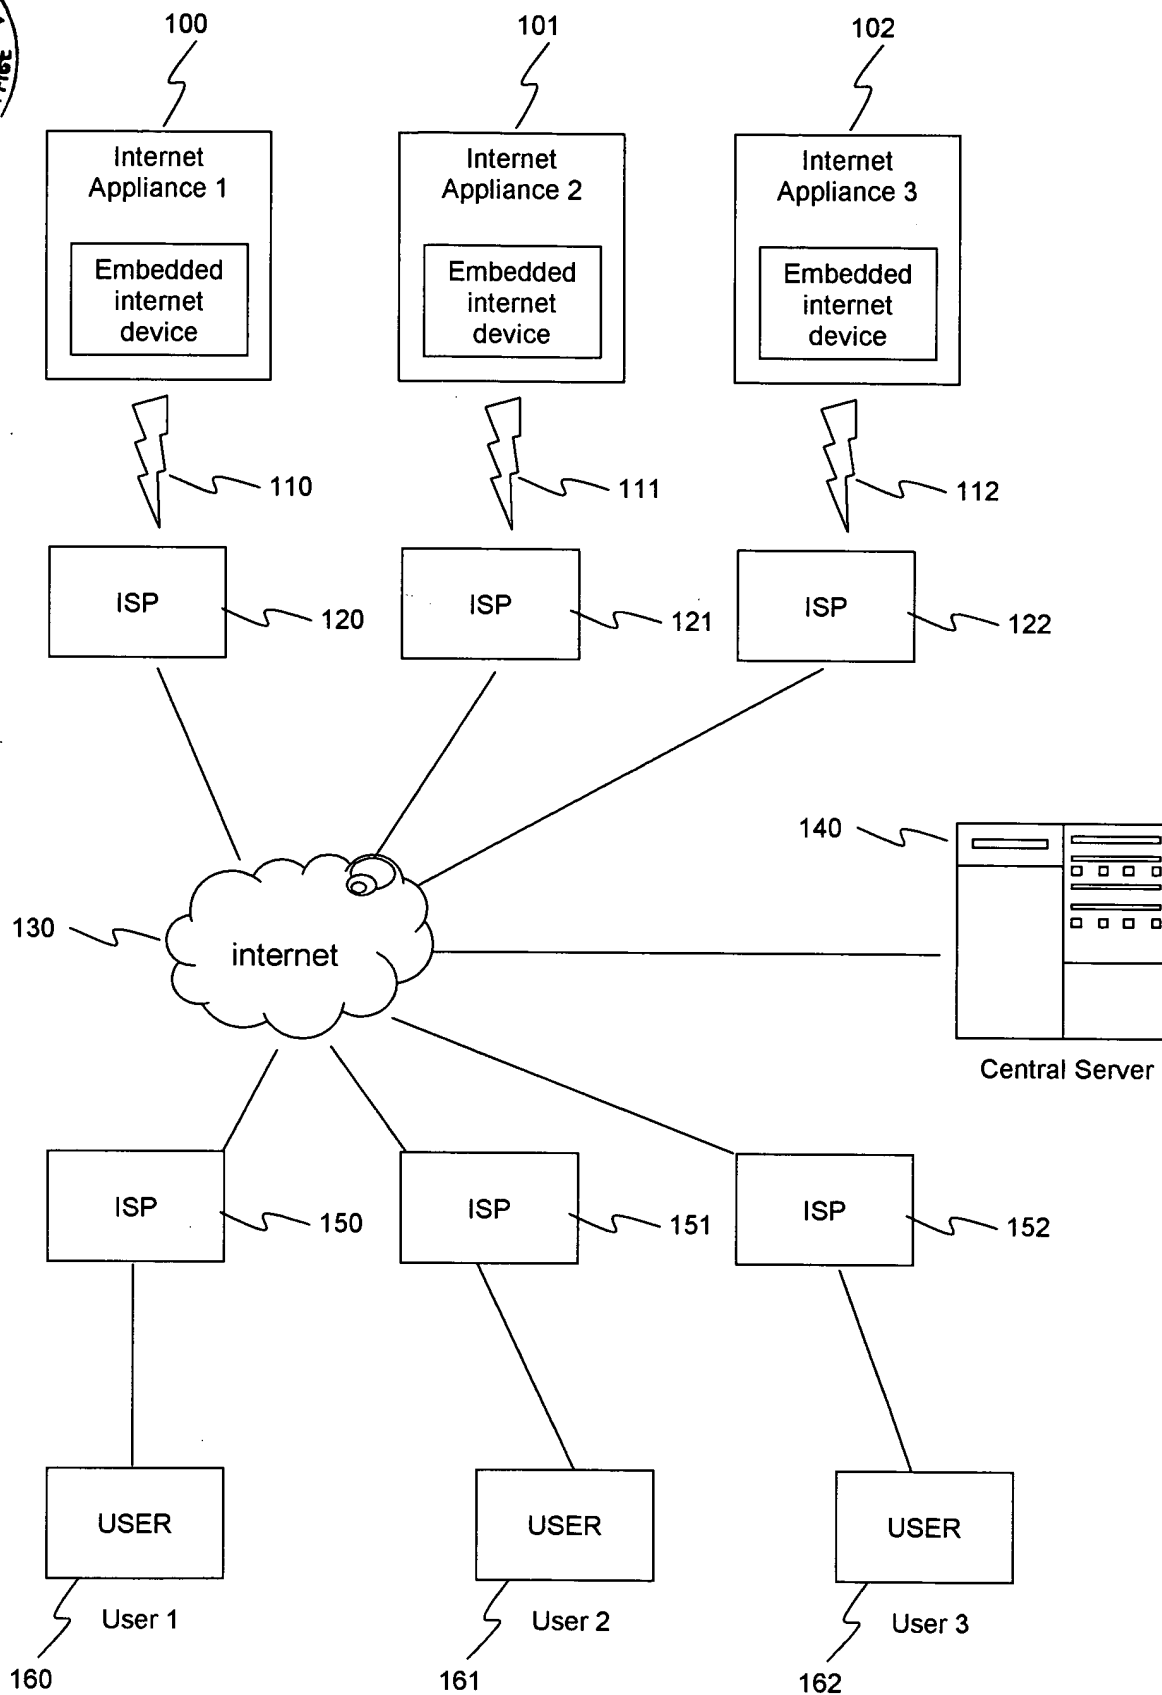 100
101
102
Internet
Appliance 1
Internet
Appliance 2
Internet
Appliance 3
Embedded
internet
device
Embedded
internet
device
Embedded
internet
device
110
111
112
ISP
120
ISP
121
ISP
122
140
130
internet
Central Server
ISP
150
ISP
151
ISP
152
USER
USER
USER
User 1
User 2
User 3
160
161
162